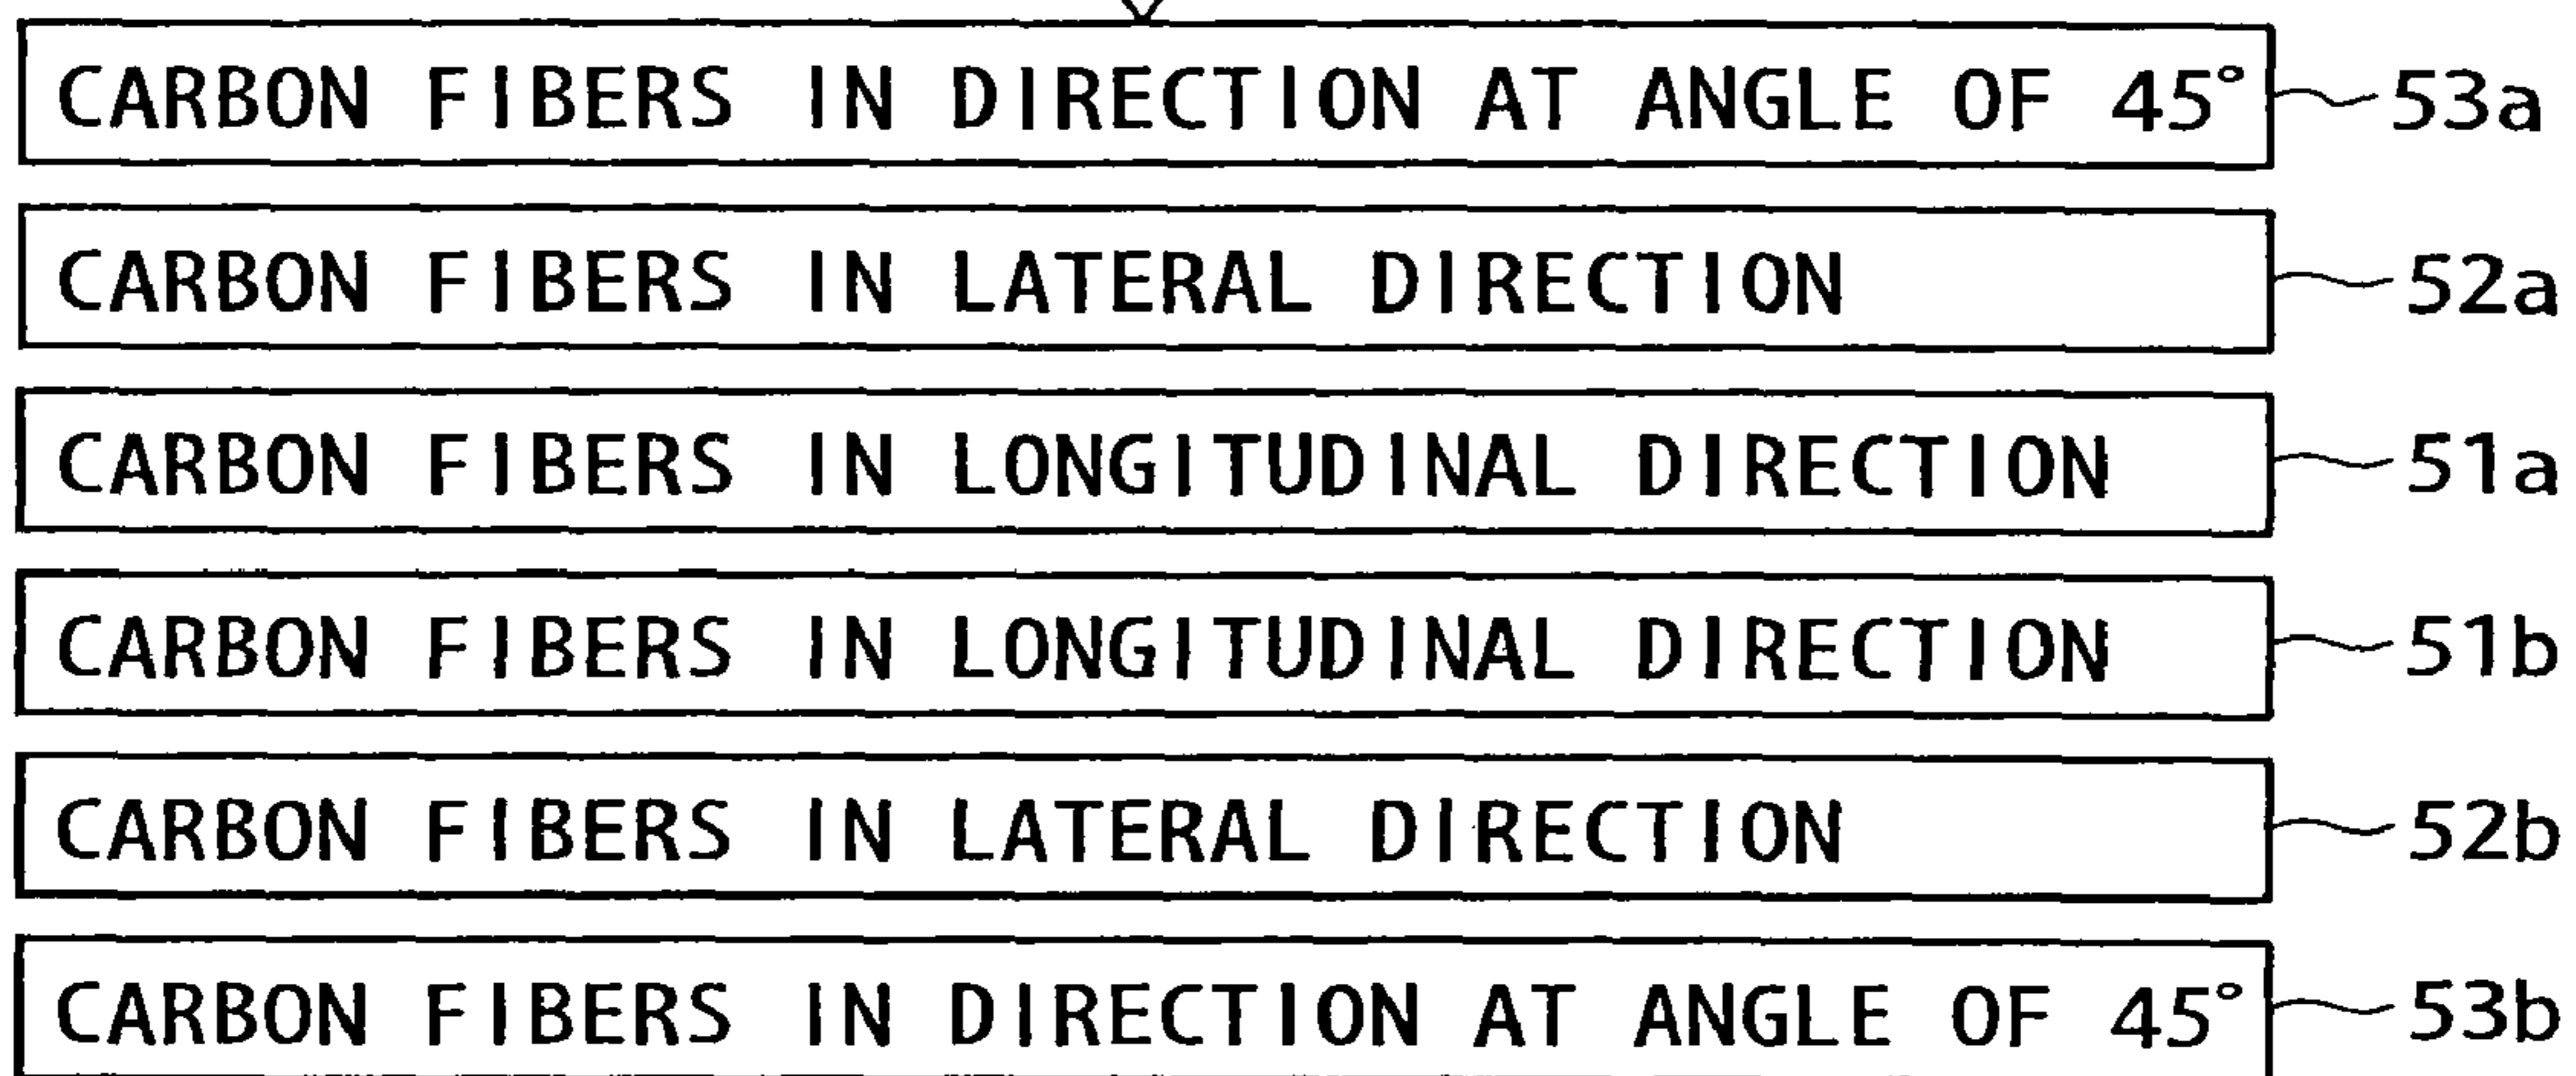 CARBON FIBERS IN DIRECTION AT ANGLE OF 45° 53a
CARBON FIBERS IN LATERAL DIRECTION 52a
CARBON FIBERS IN LONGITUDINAL DIRECTION 51a
CARBON FIBERS IN LONGITUDINAL DIRECTION 51b
CARBON FIBERS IN LATERAL DIRECTION 52b
CARBON FIBERS IN DIRECTION AT ANGLE OF 45° 53b